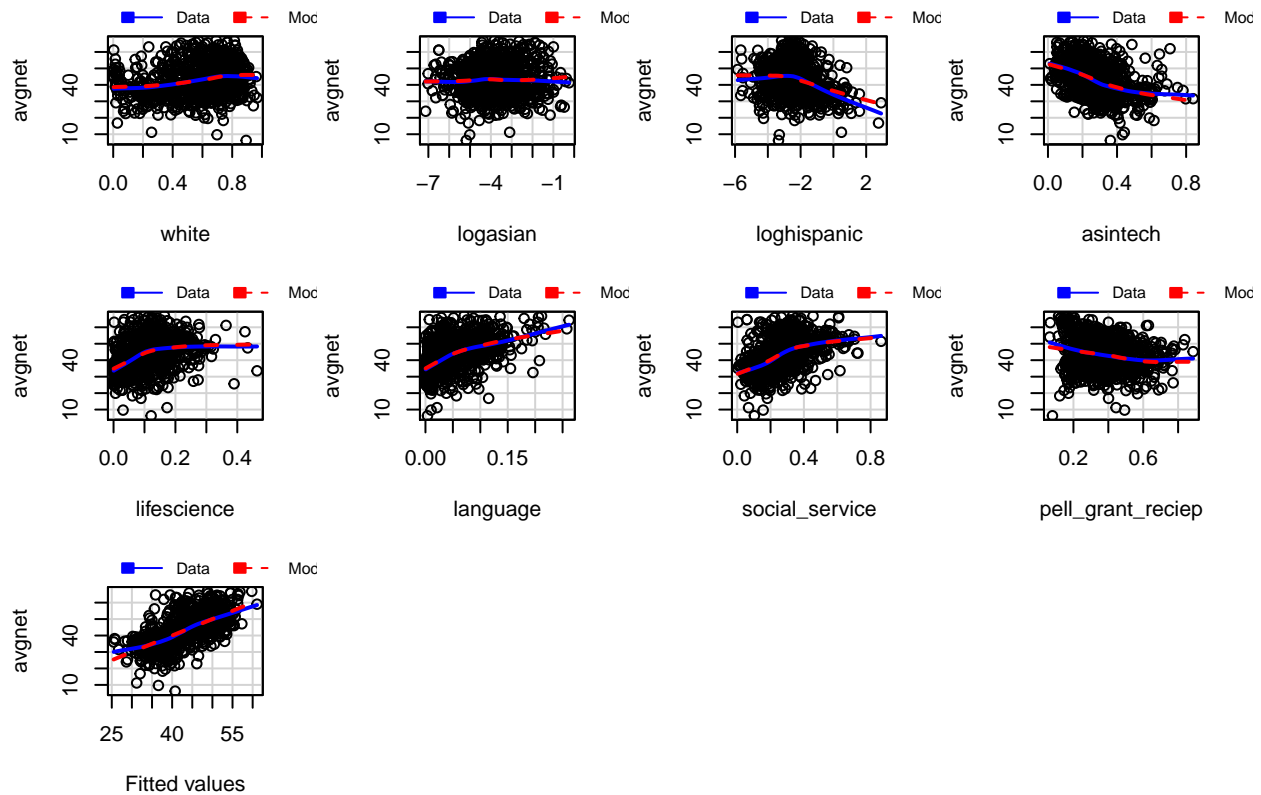 Data Mod
avgnet
40
10
0.0 0.4 0.8
white
Data Mod
avgnet
40
10
−7 −4 −1
logasian
Data Mod
avgnet
40
10
−6 −2 2
loghispanic
Data Mod
avgnet
40
10
0.0 0.4 0.8
asintech
Data Mod
avgnet
40
10
0.0 0.2 0.4
lifescience
Data Mod
avgnet
40
10
0.00 0.15
language
Data Mod
avgnet
40
10
0.0 0.4 0.8
social_service
Data Mod
avgnet
40
10
0.2 0.6
pell_grant_reciep
Data Mod
avgnet
40
10
25 40 55
Fitted values